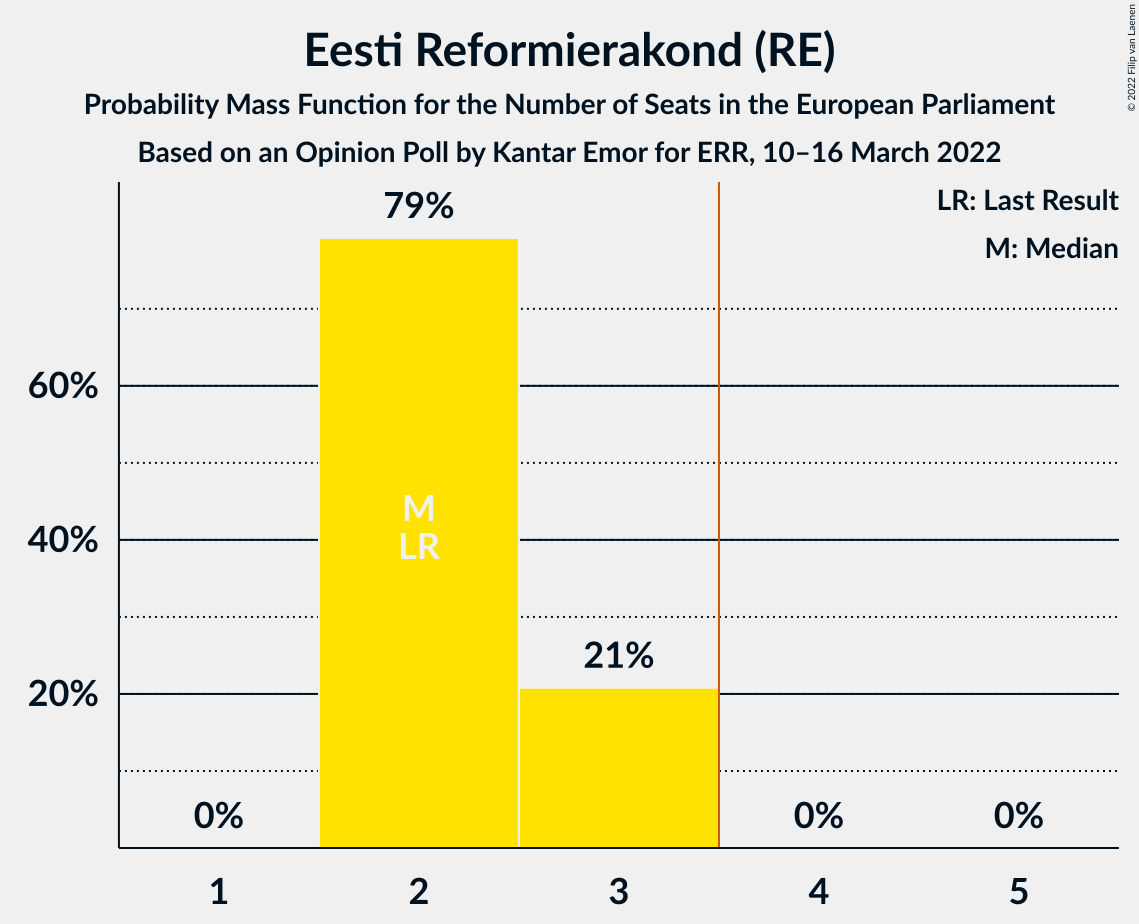 Eesti Reformierakond (RE)
Probability Mass Function for the Number of Seats in the European Parliament
Based on an Opinion Poll by Kantar Emor for ERR, 10–16 March 2022
© 2022 Filip van Laenen
LR: Last Result
M: Median
79%
60%
M
40%
LR
21%
20%
0%
0%
0%
1
2
3
4
5